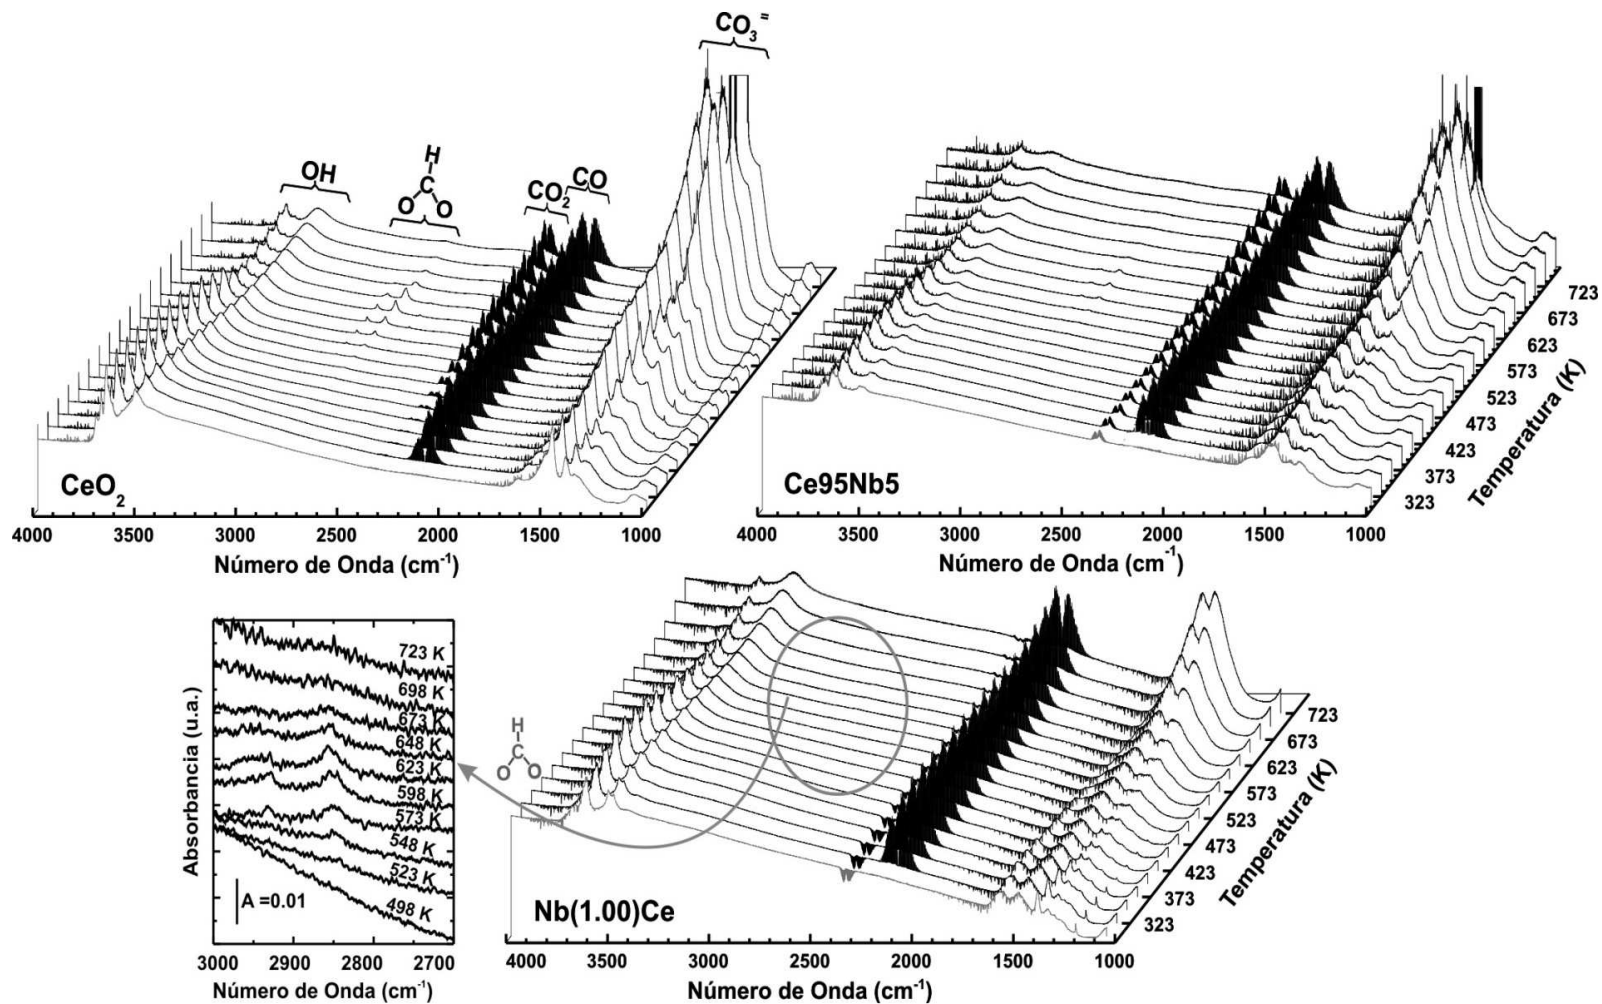 CO₃⁼
OH
H
C
O O
CO₂
CO
CeO₂
4000 3500 3000 2500 2000 1500 1000
Número de Onda (cm⁻¹)
Ce95Nb5
4000 3500 3000 2500 2000 1500 1000
Número de Onda (cm⁻¹)
723
673
623
573
523
473
423
373
323
Temperatura (K)
Absorbancia (u.a.)
723 K
698 K
673 K
648 K
623 K
598 K
573 K
548 K
523 K
498 K
A =0.01
3000 2900 2800 2700
Número de Onda (cm⁻¹)
H
C
O O
Nb(1.00)Ce
4000 3500 3000 2500 2000 1500 1000
Número de Onda (cm⁻¹)
723
673
623
573
523
473
423
373
323
Temperatura (K)